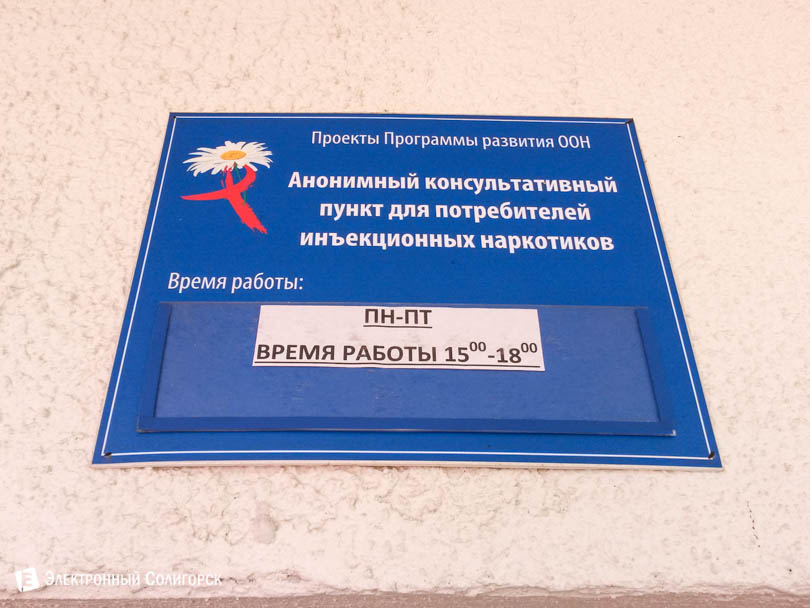 Проекты Программы развития ООН
Анонимный консультативный
пункт для потребителей
инъекционных наркотиков
Время работы:
ПН-ПТ
ВРЕМЯ РАБОТЫ 15⁰⁰-18⁰⁰
Электронный Солигорск